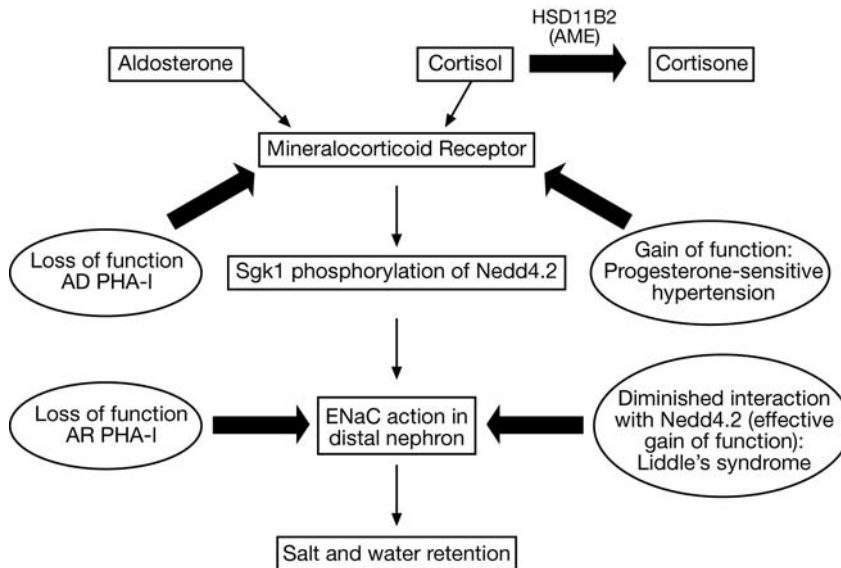 HSD11B2
(AME)
Aldosterone
Cortisol
Cortisone
Mineralocorticoid Receptor
Loss of function
AD PHA-I
Sgk1 phosphorylation of Nedd4.2
Gain of function:
Progesterone-sensitive
hypertension
Loss of function
AR PHA-I
ENaC action in
distal nephron
Diminished interaction
with Nedd4.2 (effective
gain of function):
Liddle's syndrome
Salt and water retention